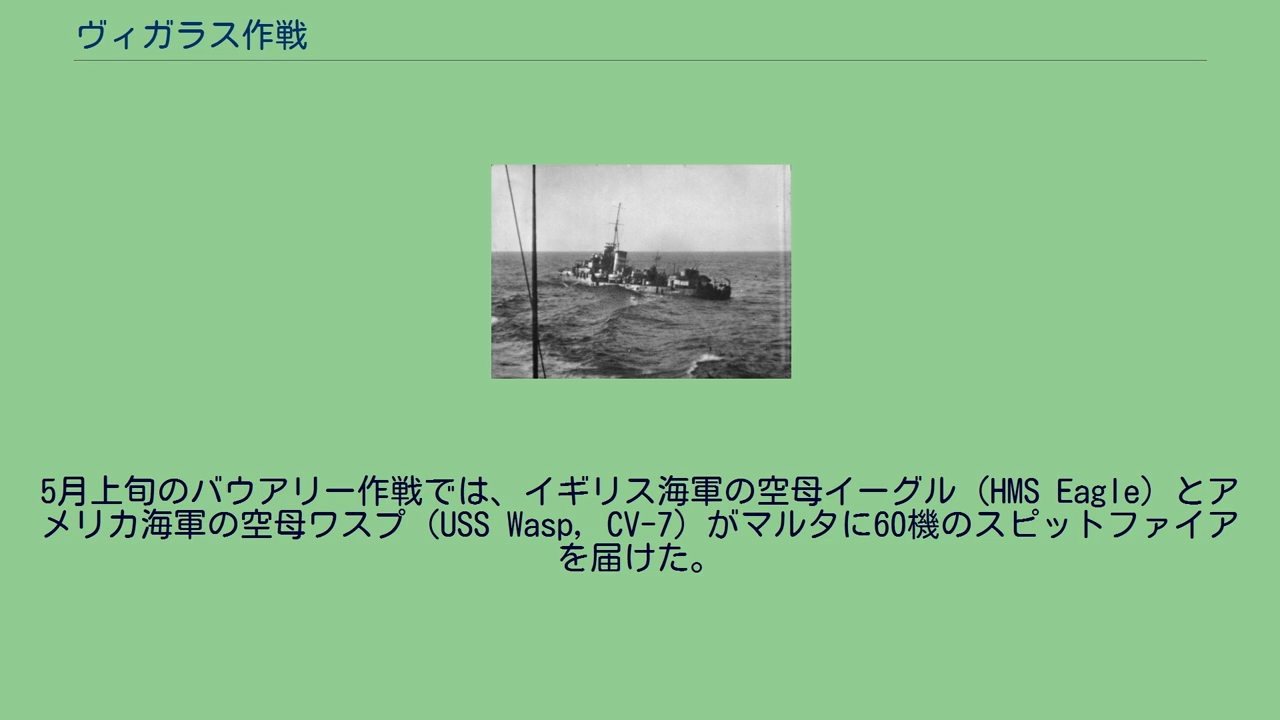 ヴィガラス作戦
5月上旬のバウアリー作戦では、イギリス海軍の空母イーグル（HMS Eagle）とア
メリカ海軍の空母ワスプ（USS Wasp, CV-7）がマルタに60機のスピットファイア
を届けた。